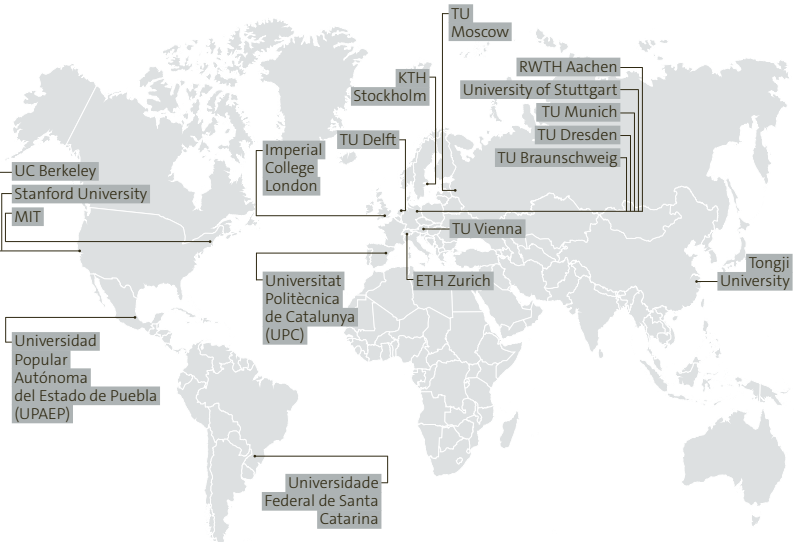 TU
Moscow
RWTH Aachen
KTH
Stockholm
University of Stuttgart
TU Munich
TU Delft
TU Dresden
Imperial
College
London
TU Braunschweig
UC Berkeley
Stanford University
MIT
TU Vienna
Tongji
University
Universitat
Politècnica
de Catalunya
(UPC)
ETH Zurich
Universidad
Popular
Autónoma
del Estado de Puebla
(UPAEP)
Universidade
Federal de Santa
Catarina